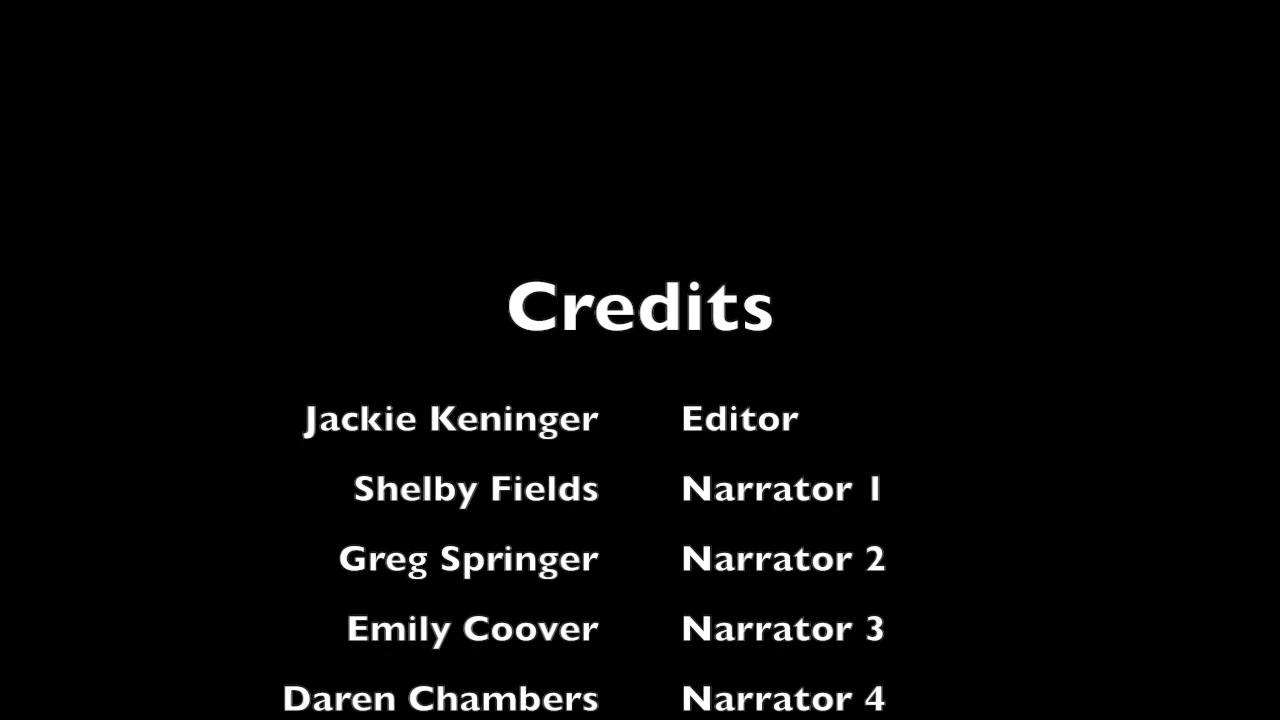 Credits
Jackie Keninger Editor
Shelby Fields Narrator 1
Greg Springer Narrator 2
Emily Coover Narrator 3
Daren Chambers Narrator 4